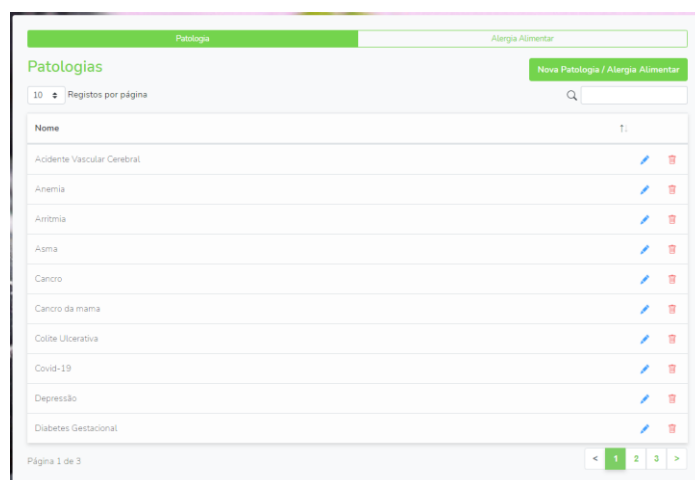 Patologia Alergia Alimentar
Patologias Nova Patologia / Alergia Alimentar
10 Registos por página
Nome
Acidente Vascular Cerebral
Anemia
Arritmia
Asma
Cancro
Cancro da mama
Colite Ulcerativa
Covid-19
Depressão
Diabetes Gestacional
Página 1 de 3 < 1 2 3 >